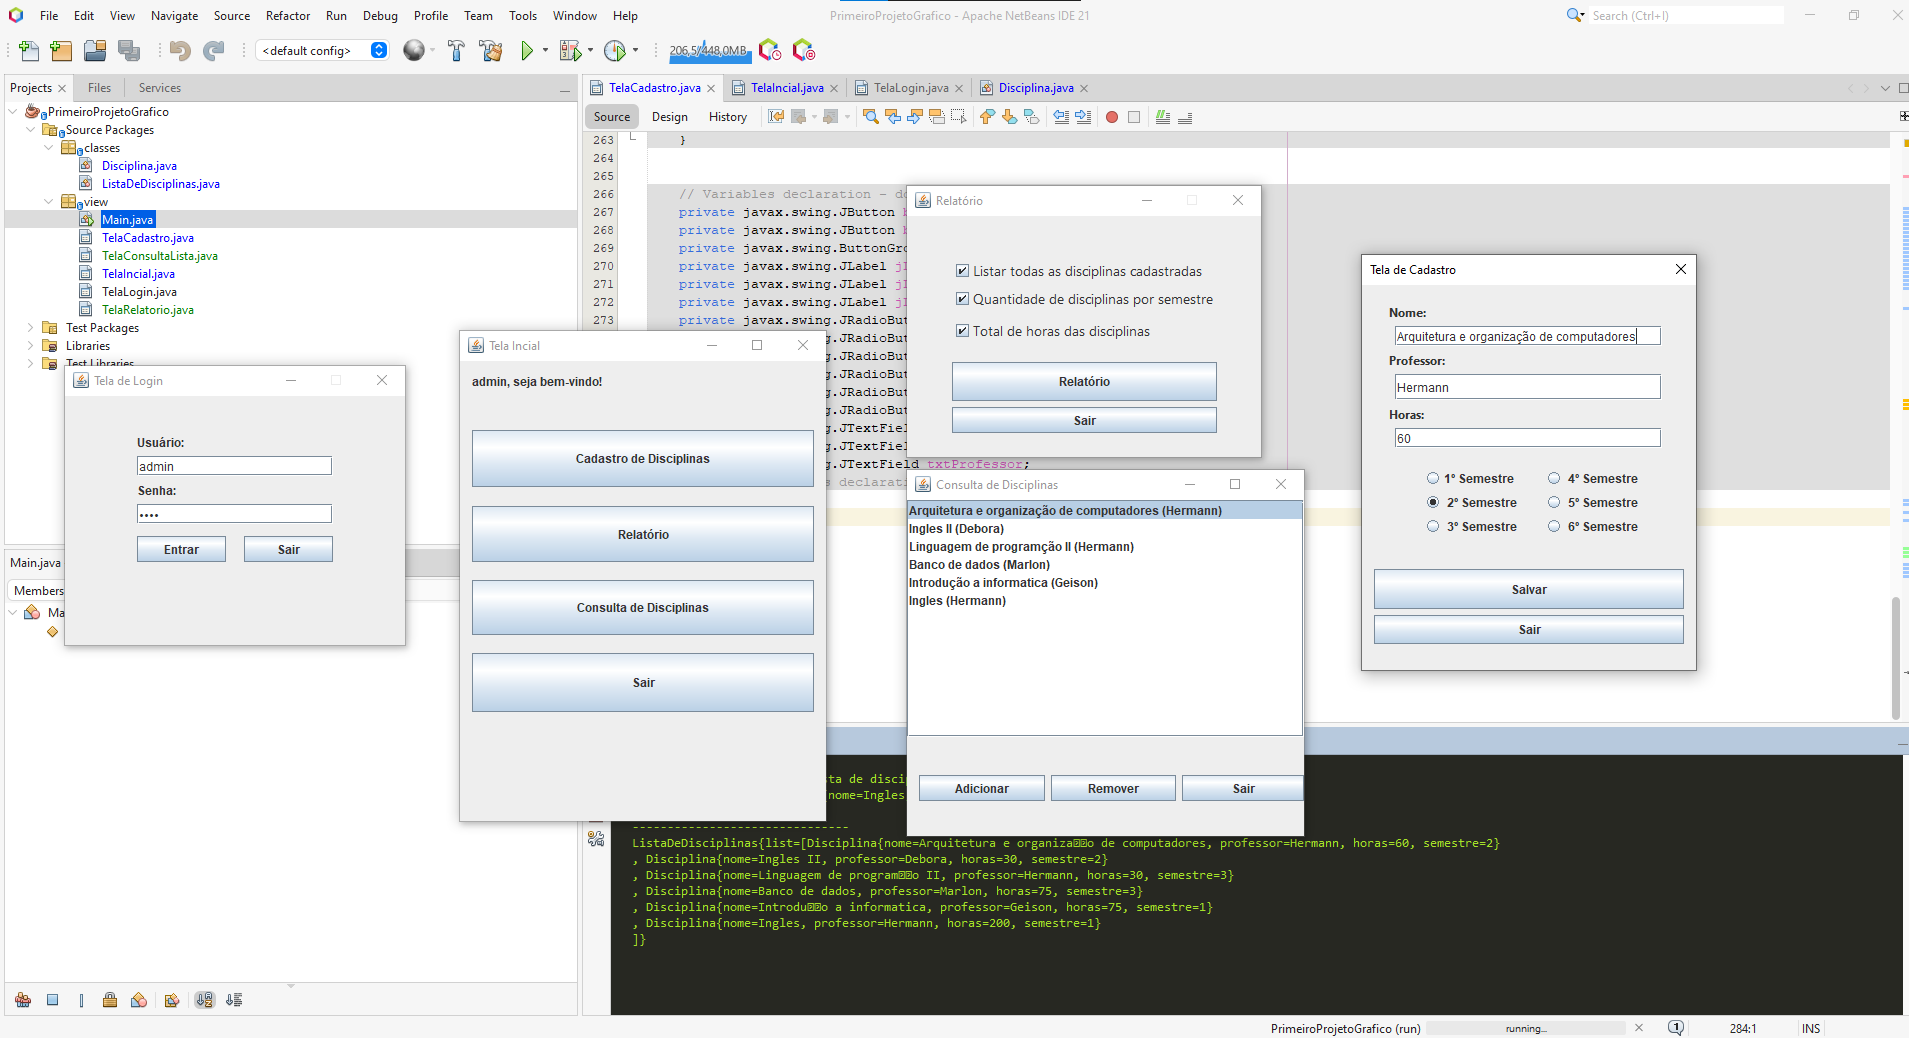 File Edit View Navigate Source Refactor Run Debug Profile Team Tools Window Help
PrimeiroProjetoGrafico - Apache NetBeans IDE 21
Search (Ctrl+I)
<default config>
206,5/448,0MB
Projects Files Services
PrimeiroProjetoGrafico
Source Packages
classes
Disciplina.java
ListaDeDisciplinas.java
view
Main.java
TelaCadastro.java
TelaConsultaLista.java
TelaIncial.java
TelaLogin.java
TelaRelatorio.java
Test Packages
Libraries
Test Libraries
TelaCadastro.java TelaIncial.java TelaLogin.java Disciplina.java
Source Design History
263 }
264
265
266 // Variables declaration - do
267 private javax.swing.JButton b
268 private javax.swing.JButton b
269 private javax.swing.ButtonGro
270 private javax.swing.JLabel jL
271 private javax.swing.JLabel jL
272 private javax.swing.JLabel jL
273 private javax.swing.JRadioBut
g.JRadioBut
g.JRadioBut
g.JRadioBut
g.JRadioBut
g.JRadioBut
g.JTextFiel
g.JTextFiel
g.JTextField txtProfessor;
s declarati
Tela de Login
Usuário:
admin
Senha:
••••
Entrar Sair
Tela Incial
admin, seja bem-vindo!
Cadastro de Disciplinas
Relatório
Consulta de Disciplinas
Sair
Relatório
Listar todas as disciplinas cadastradas
Quantidade de disciplinas por semestre
Total de horas das disciplinas
Relatório
Sair
Consulta de Disciplinas
Arquitetura e organização de computadores (Hermann)
Ingles II (Debora)
Linguagem de programção II (Hermann)
Banco de dados (Marlon)
Introdução a informatica (Geison)
Ingles (Hermann)
Adicionar Remover Sair
Tela de Cadastro
Nome:
Arquitetura e organização de computadores
Professor:
Hermann
Horas:
60
1º Semestre 4º Semestre
2º Semestre 5º Semestre
3º Semestre 6º Semestre
Salvar
Sair
Main.java
Members
Ma
ta de discip
nome=Ingles
-------------------------------
ListaDeDisciplinas{list=[Disciplina{nome=Arquitetura e organiza��o de computadores, professor=Hermann, horas=60, semestre=2}
, Disciplina{nome=Ingles II, professor=Debora, horas=30, semestre=2}
, Disciplina{nome=Linguagem de program��o II, professor=Hermann, horas=30, semestre=3}
, Disciplina{nome=Banco de dados, professor=Marlon, horas=75, semestre=3}
, Disciplina{nome=Introdu��o a informatica, professor=Geison, horas=75, semestre=1}
, Disciplina{nome=Ingles, professor=Hermann, horas=200, semestre=1}
]}
PrimeiroProjetoGrafico (run) running... 1 284:1 INS